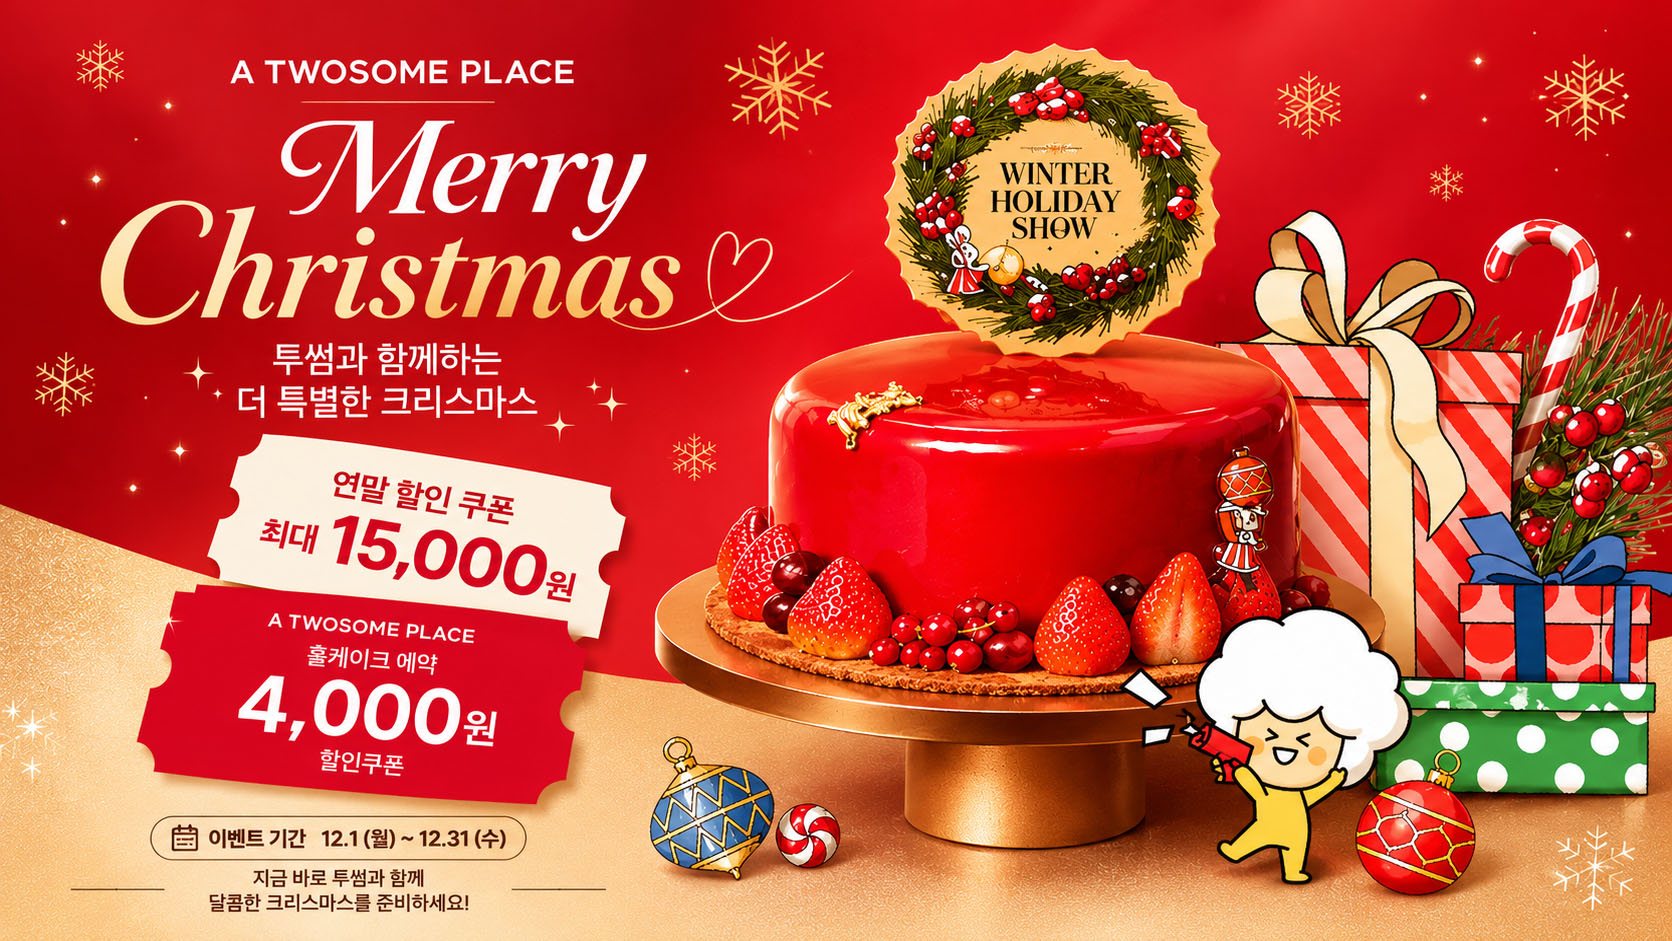 A TWOSOME PLACE
Merry
Christmas
투썸과 함께하는
더 특별한 크리스마스
연말 할인 쿠폰
최대 15,000원
A TWOSOME PLACE
홀케이크 예약
4,000원
할인쿠폰
이벤트 기간 12.1 (월) ~ 12.31 (수)
지금 바로 투썸과 함께
달콤한 크리스마스를 준비하세요!
WINTER
HOLIDAY
SHOW